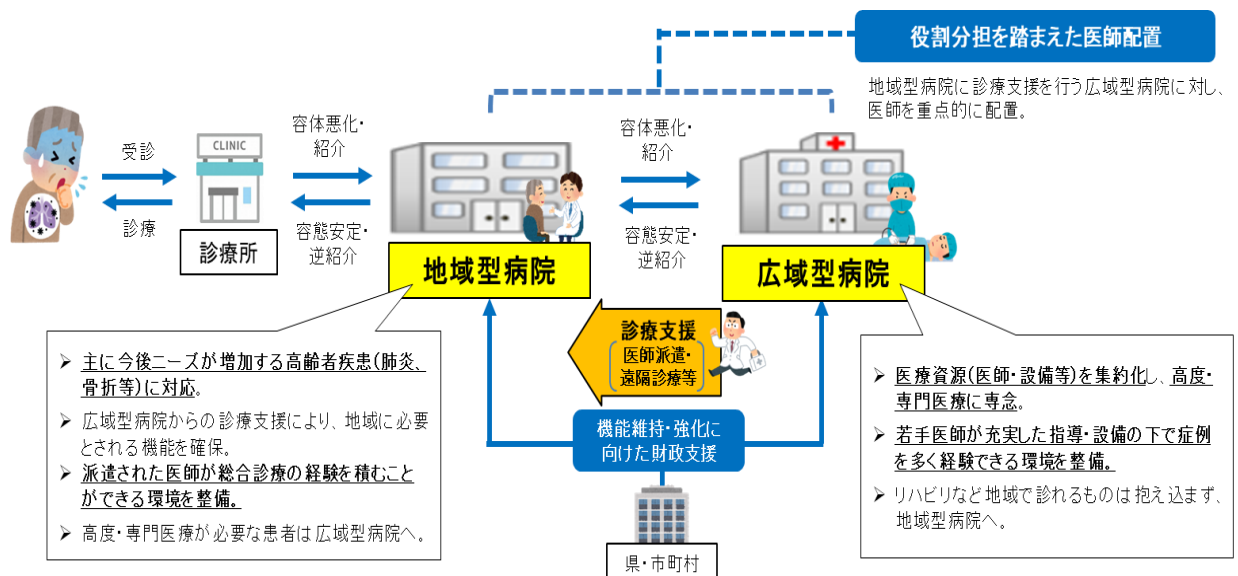 役割分担を踏まえた医師配置
地域型病院に診療支援を行う広域型病院に対し、
医師を重点的に配置。
受診
診療
CLINIC
診療所
容体悪化・
紹介
容態安定・
逆紹介
地域型病院
容体悪化・
紹介
容態安定・
逆紹介
広域型病院
診療支援
医師派遣・
遠隔診療等
➢ 主に今後ニーズが増加する高齢者疾患(肺炎、
骨折等)に対応。
➢ 広域型病院からの診療支援により、地域に必要
とされる機能を確保。
➢ 派遣された医師が総合診療の経験を積むこと
ができる環境を整備。
➢ 高度・専門医療が必要な患者は広域型病院へ。
機能維持・強化に
向けた財政支援
県・市町村
➢ 医療資源(医師・設備等)を集約化し、高度・
専門医療に専念。
➢ 若手医師が充実した指導・設備の下で症例
を多く経験できる環境を整備。
➢ リハビリなど地域で診れるものは抱え込まず、
地域型病院へ。